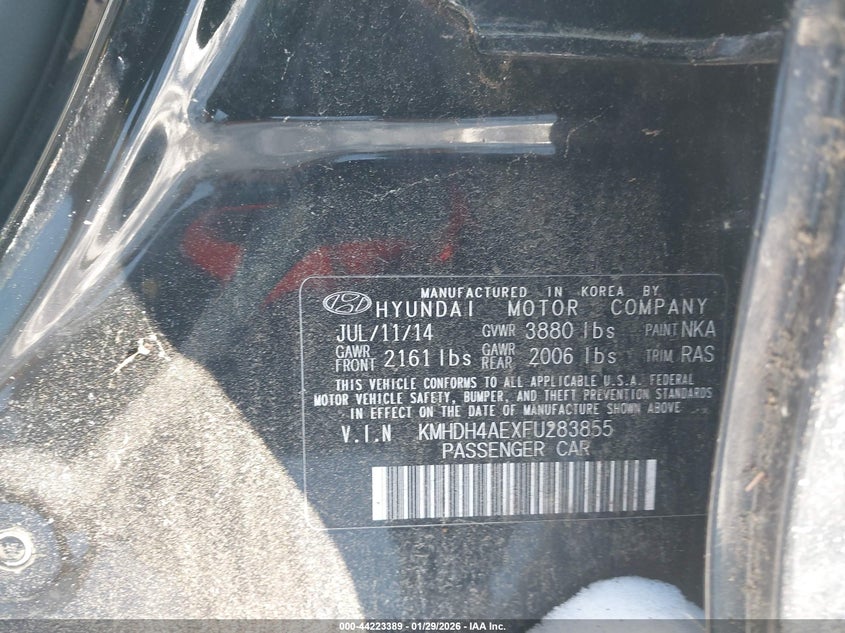 MANUFACTURED IN KOREA BY
HYUNDAI MOTOR COMPANY
JUL/11/14 GVWR 3880 lbs PAINT NKA
GAWR FRONT 2161 lbs GAWR REAR 2006 lbs TRIM RAS
THIS VEHICLE CONFORMS TO ALL APPLICABLE U.S.A. FEDERAL
MOTOR VEHICLE SAFETY, BUMPER, AND THEFT PREVENTION STANDARDS
IN EFFECT ON THE DATE OF MANUFACTURE SHOWN ABOVE
V.I.N KMHDH4AEXFU283855
PASSENGER CAR
000-44223389 - 01/29/2026 - IAA Inc.